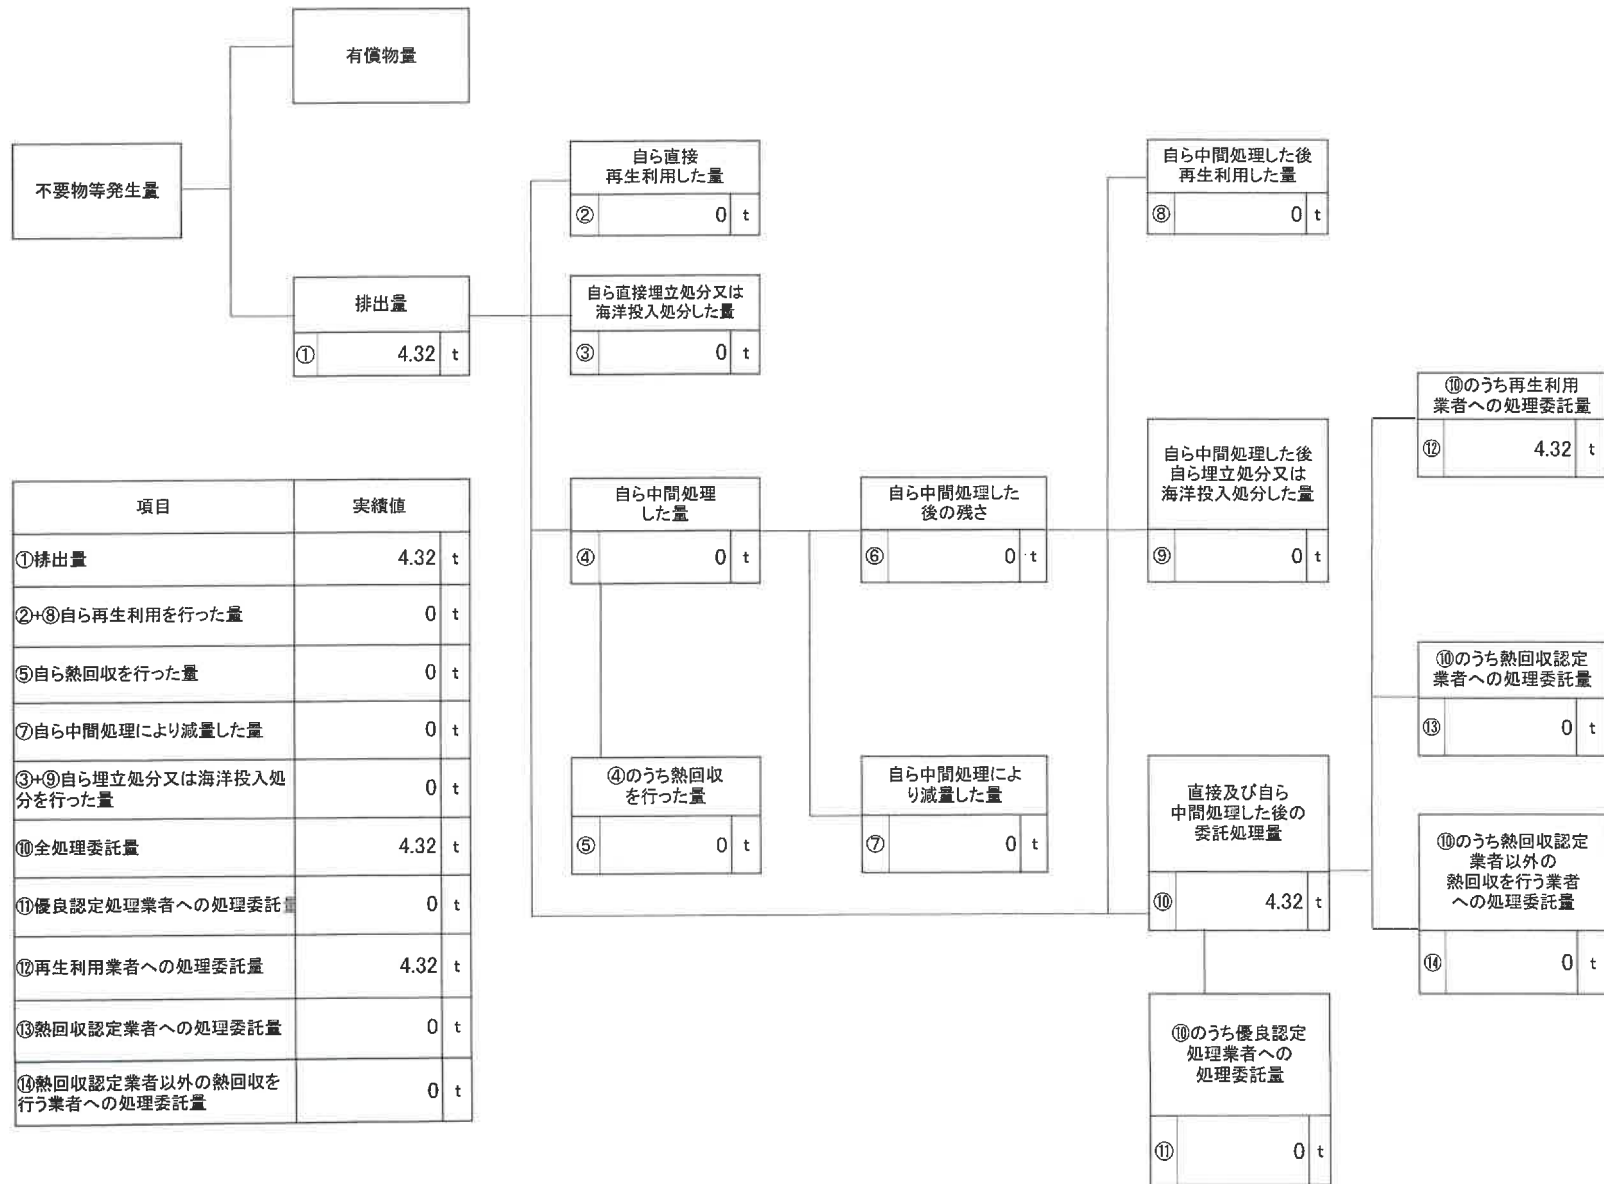 有償物量
不要物等発生量
排出量
① 4.32 t
自ら直接
再生利用した量
② 0 t
自ら直接埋立処分又は
海洋投入処分した量
③ 0 t
自ら中間処理
した量
④ 0 t
④のうち熱回収
を行った量
⑤ 0 t
自ら中間処理した
後の残さ
⑥ 0 t
自ら中間処理によ
り減量した量
⑦ 0 t
自ら中間処理した後
再生利用した量
⑧ 0 t
自ら中間処理した後
自ら埋立処分又は
海洋投入処分した量
⑨ 0 t
直接及び自ら
中間処理した後の
委託処理量
⑩ 4.32 t
⑩のうち優良認定
処理業者への
処理委託量
⑪ 0 t
⑩のうち再生利用
業者への処理委託量
⑫ 4.32 t
⑩のうち熱回収認定
業者への処理委託量
⑬ 0 t
⑩のうち熱回収認定
業者以外の
熱回収を行う業者
への処理委託量
⑭ 0 t
項目 実績値
①排出量 4.32 t
②+⑧自ら再生利用を行った量 0 t
⑤自ら熱回収を行った量 0 t
⑦自ら中間処理により減量した量 0 t
③+⑨自ら埋立処分又は海洋投入処
分を行った量 0 t
⑩全処理委託量 4.32 t
⑪優良認定処理業者への処理委託量 0 t
⑫再生利用業者への処理委託量 4.32 t
⑬熱回収認定業者への処理委託量 0 t
⑭熱回収認定業者以外の熱回収を
行う業者への処理委託量 0 t